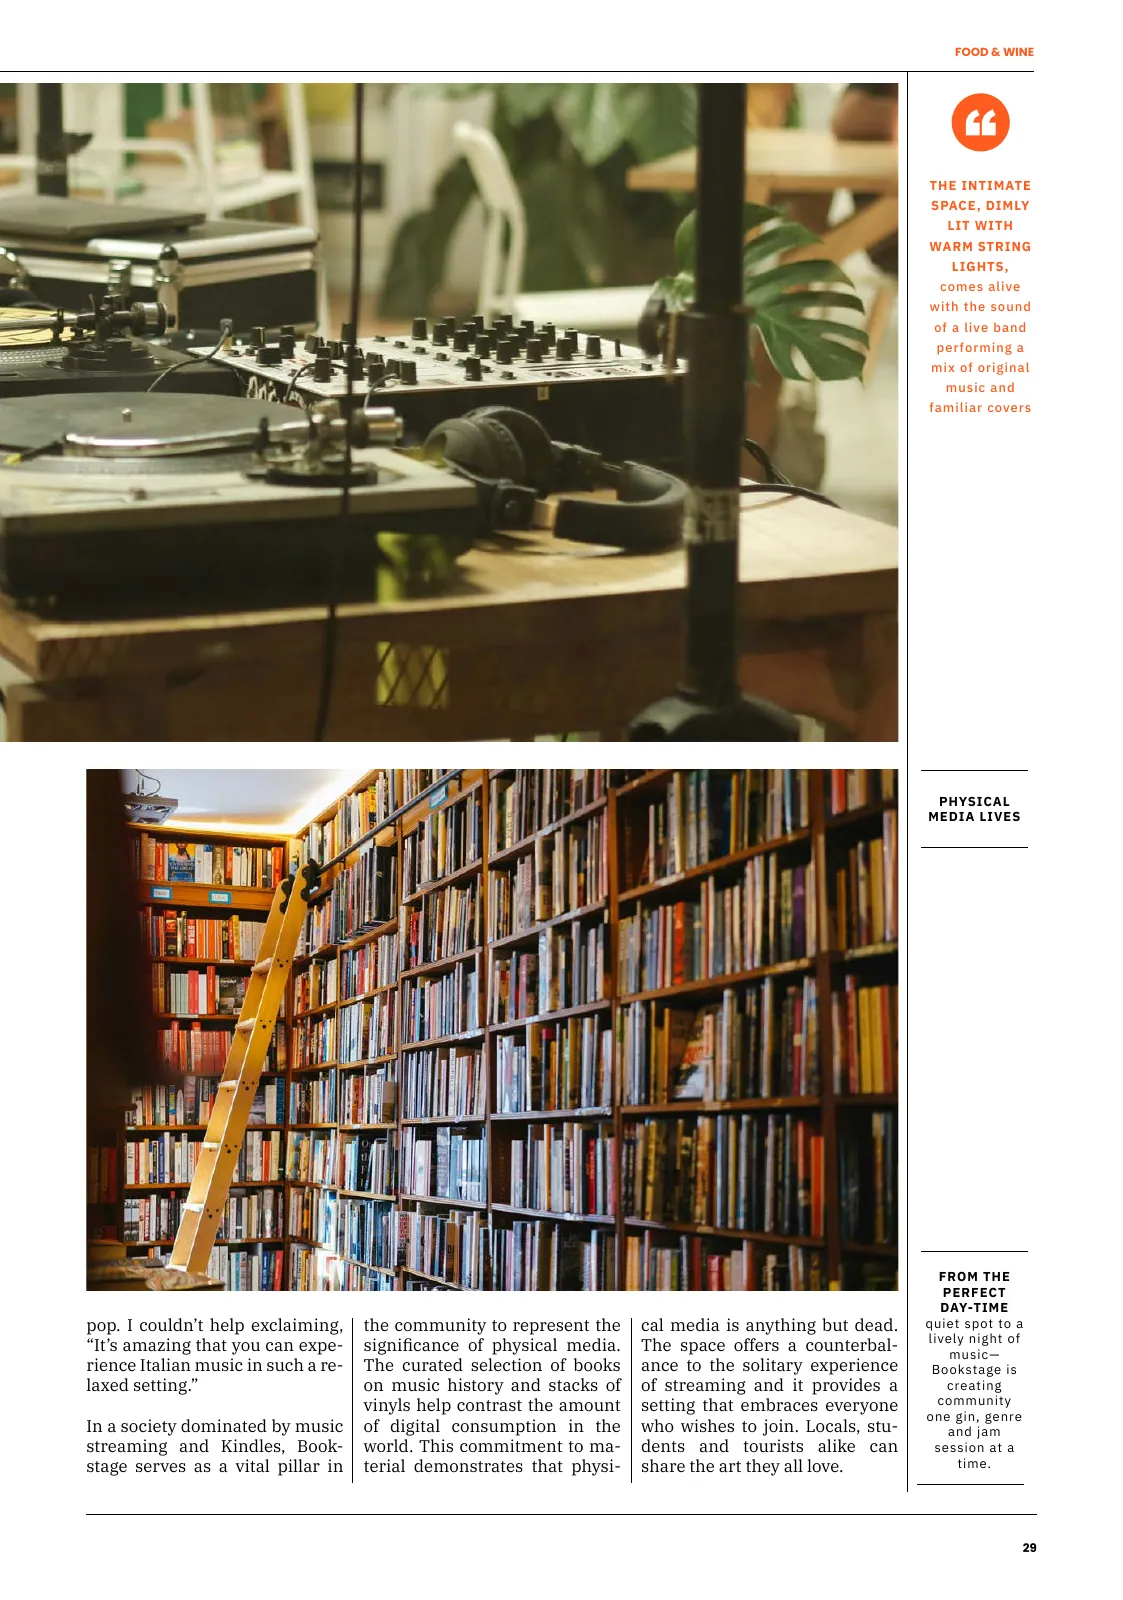 FOOD & WINE
THE INTIMATE
SPACE, DIMLY
LIT WITH
WARM STRING
LIGHTS,
comes alive
with the sound
of a live band
performing a
mix of original
music and
familiar covers
PHYSICAL
MEDIA LIVES
FROM THE
PERFECT
DAY-TIME
quiet spot to a
lively night of
music—
Bookstage is
creating
community
one gin, genre
and jam
session at a
time.
pop. I couldn’t help exclaiming,
“It’s amazing that you can expe-
rience Italian music in such a re-
laxed setting.”
In a society dominated by music
streaming and Kindles, Book-
stage serves as a vital pillar in
the community to represent the
significance of physical media.
The curated selection of books
on music history and stacks of
vinyls help contrast the amount
of digital consumption in the
world. This commitment to ma-
terial demonstrates that physi-
cal media is anything but dead.
The space offers a counterbal-
ance to the solitary experience
of streaming and it provides a
setting that embraces everyone
who wishes to join. Locals, stu-
dents and tourists alike can
share the art they all love.
29